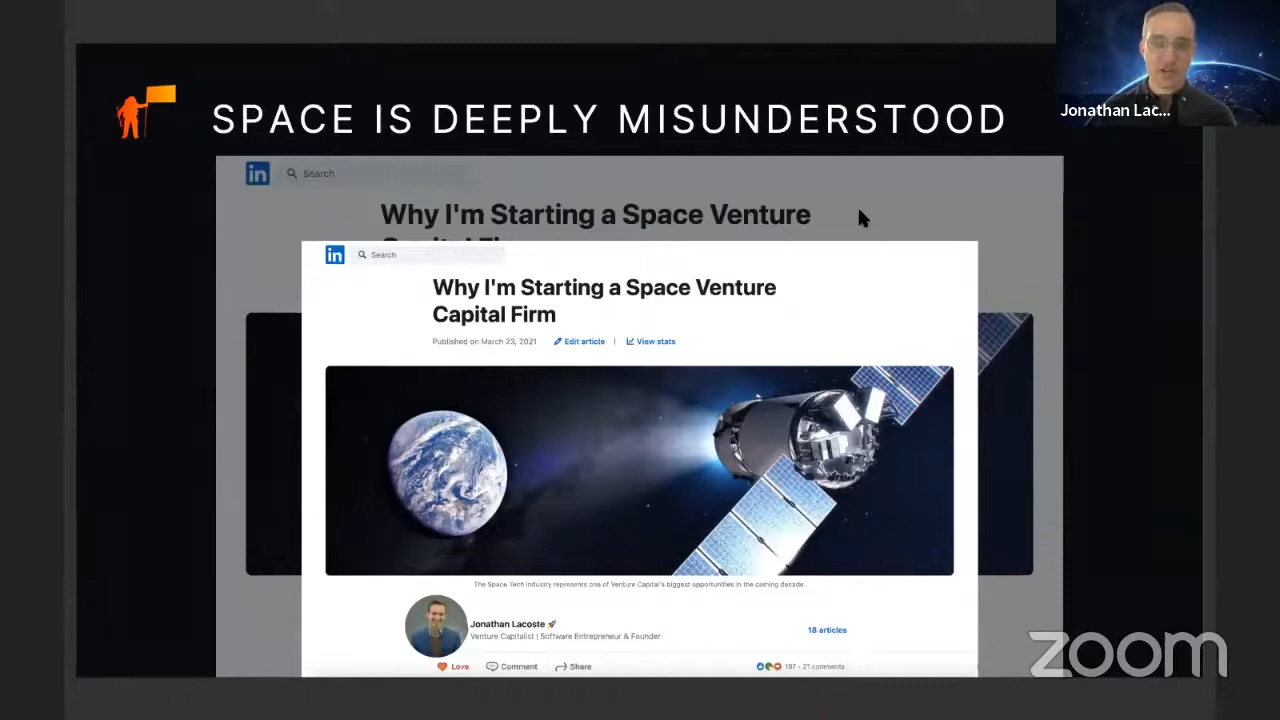 SPACE IS DEEPLY MISUNDERSTOOD
Jonathan Lac...
in Search
Why I'm Starting a Space Venture
in Search
Why I'm Starting a Space Venture
Capital Firm
Published on March 23, 2021 Edit article | View stats
The Space Tech industry represents one of Venture Capital's biggest opportunities in the coming decade.
Jonathan Lacoste 🚀
Venture Capitalist | Software Entrepreneur & Founder
18 articles
Love Comment Share 197 · 21 comments
zoom